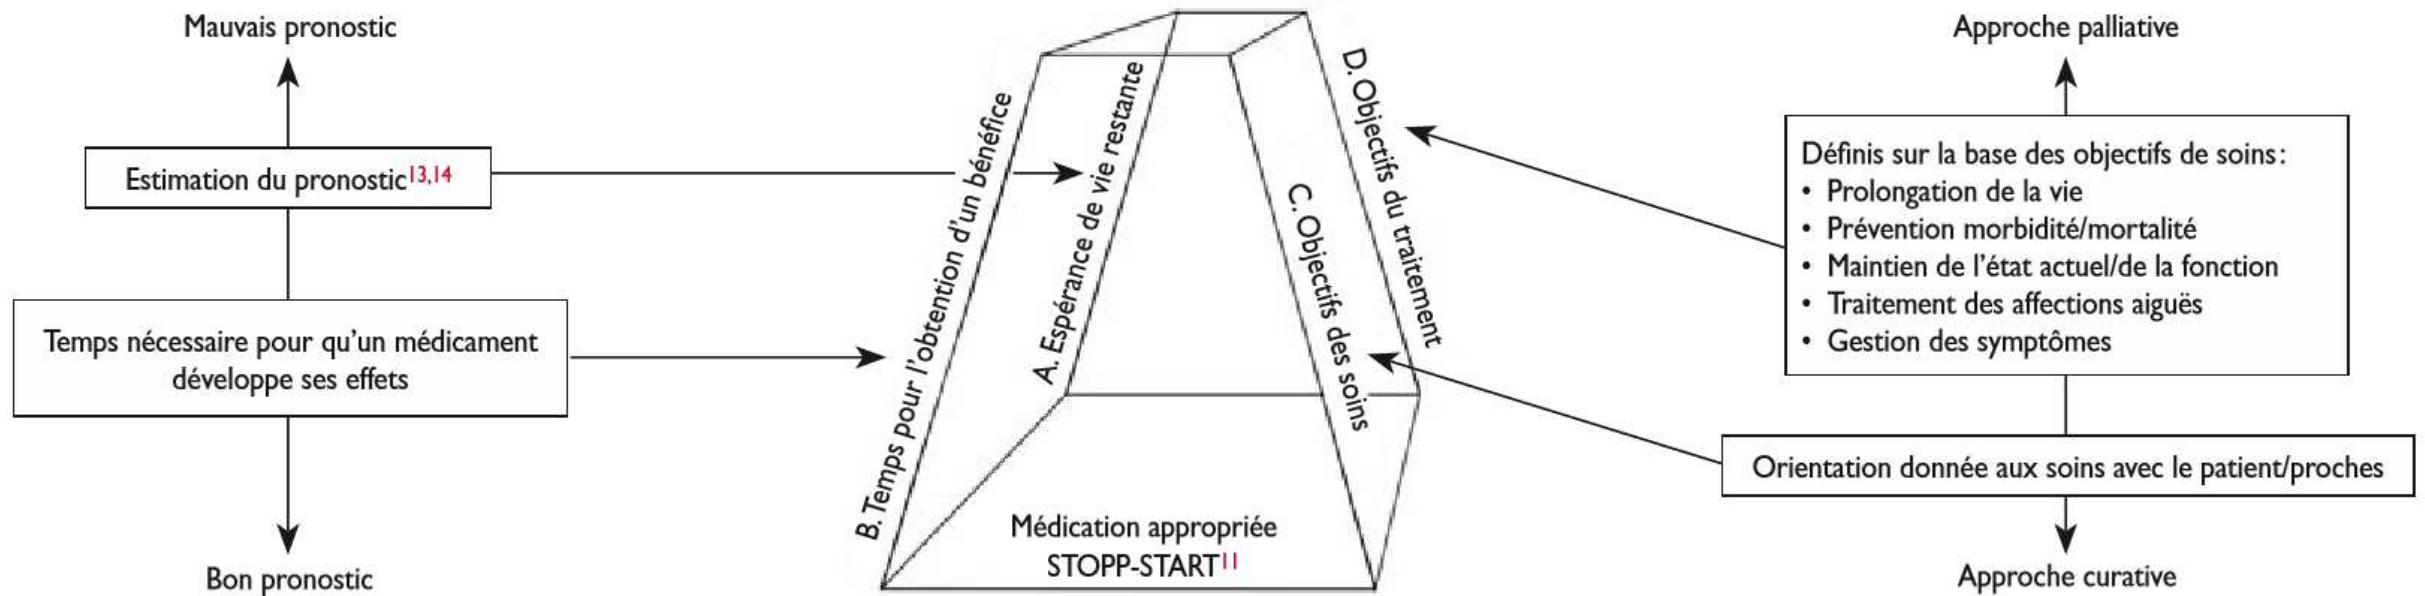 Mauvais pronostic
Estimation du pronostic13,14
Temps nécessaire pour qu'un médicament
développe ses effets
Bon pronostic
B. Temps pour l'obtention d'un bénéfice
A. Espérance de vie restante
C. Objectifs des soins
D. Objectifs du traitement
Médication appropriée
STOPP-START11
Approche palliative
Définis sur la base des objectifs de soins :
• Prolongation de la vie
• Prévention morbidité/mortalité
• Maintien de l'état actuel/de la fonction
• Traitement des affections aiguës
• Gestion des symptômes
Orientation donnée aux soins avec le patient/proches
Approche curative